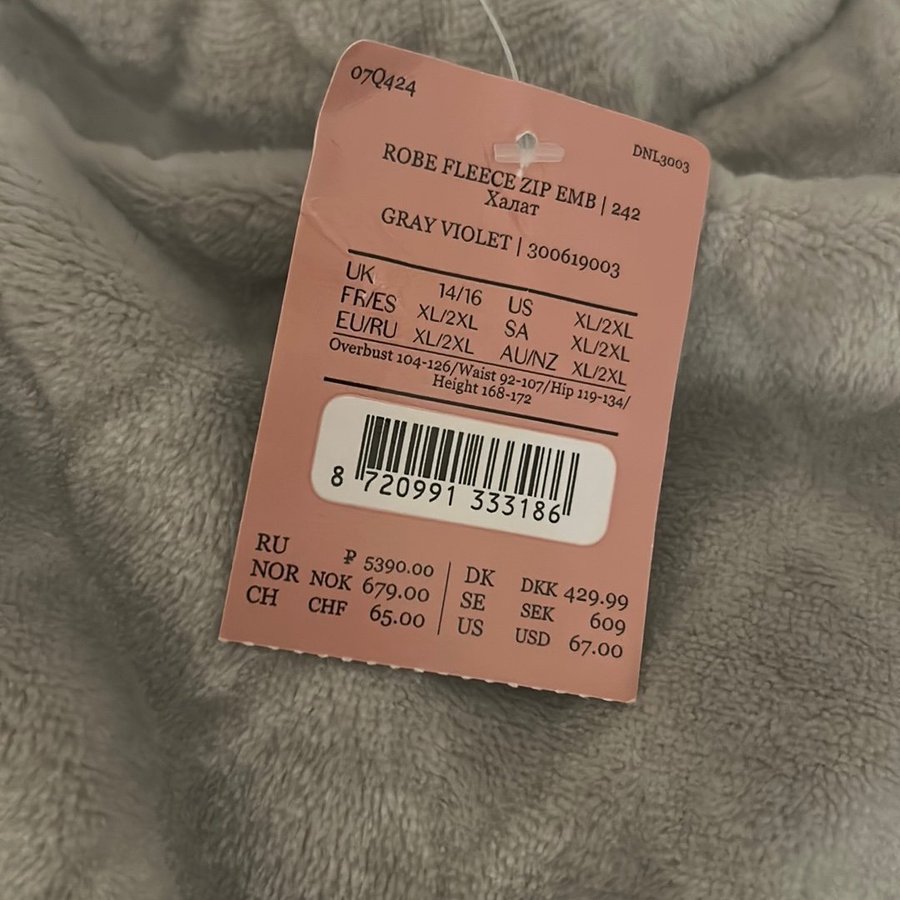 07Q424
DNL3003
ROBE FLEECE ZIP EMB | 242
Халат
GRAY VIOLET | 300619003
UK 14/16 US XL/2XL
FR/ES XL/2XL SA XL/2XL
EU/RU XL/2XL AU/NZ XL/2XL
Overbust 104-126/Waist 92-107/Hip 119-134/
Height 168-172
8 720991 333186
RU ₽ 5390.00 DK DKK 429.99
NOR NOK 679.00 SE SEK 609
CH CHF 65.00 US USD 67.00